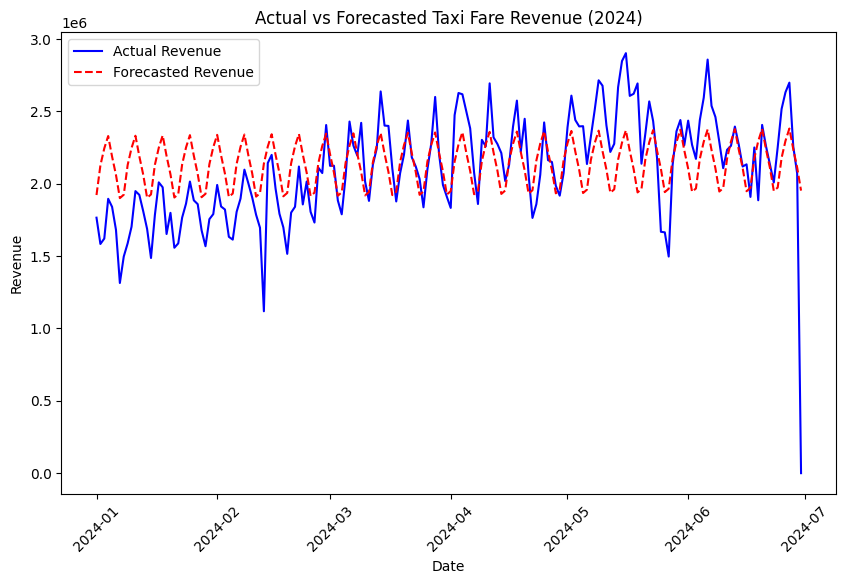 Actual vs Forecasted Taxi Fare Revenue (2024)
1e6
Actual Revenue
Forecasted Revenue
3.0
2.5
2.0
1.5
1.0
0.5
0.0
Revenue
2024-01
2024-02
2024-03
2024-04
2024-05
2024-06
2024-07
Date